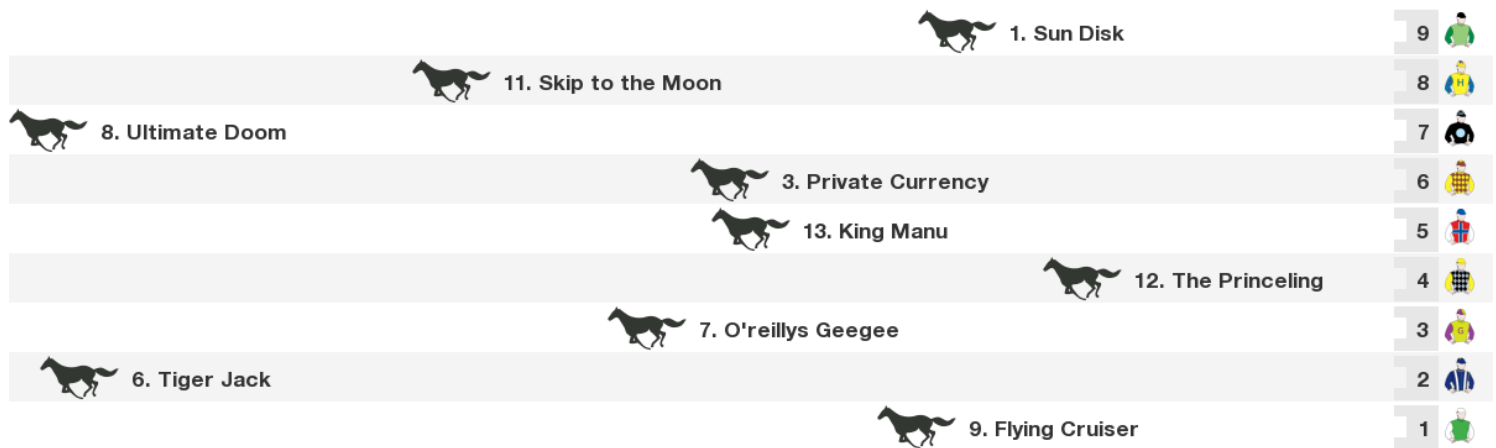 1. Sun Disk 9
11. Skip to the Moon 8 H
8. Ultimate Doom 7
3. Private Currency 6
13. King Manu 5
12. The Princeling 4
7. O'reillys Geegee 3 G
6. Tiger Jack 2
9. Flying Cruiser 1